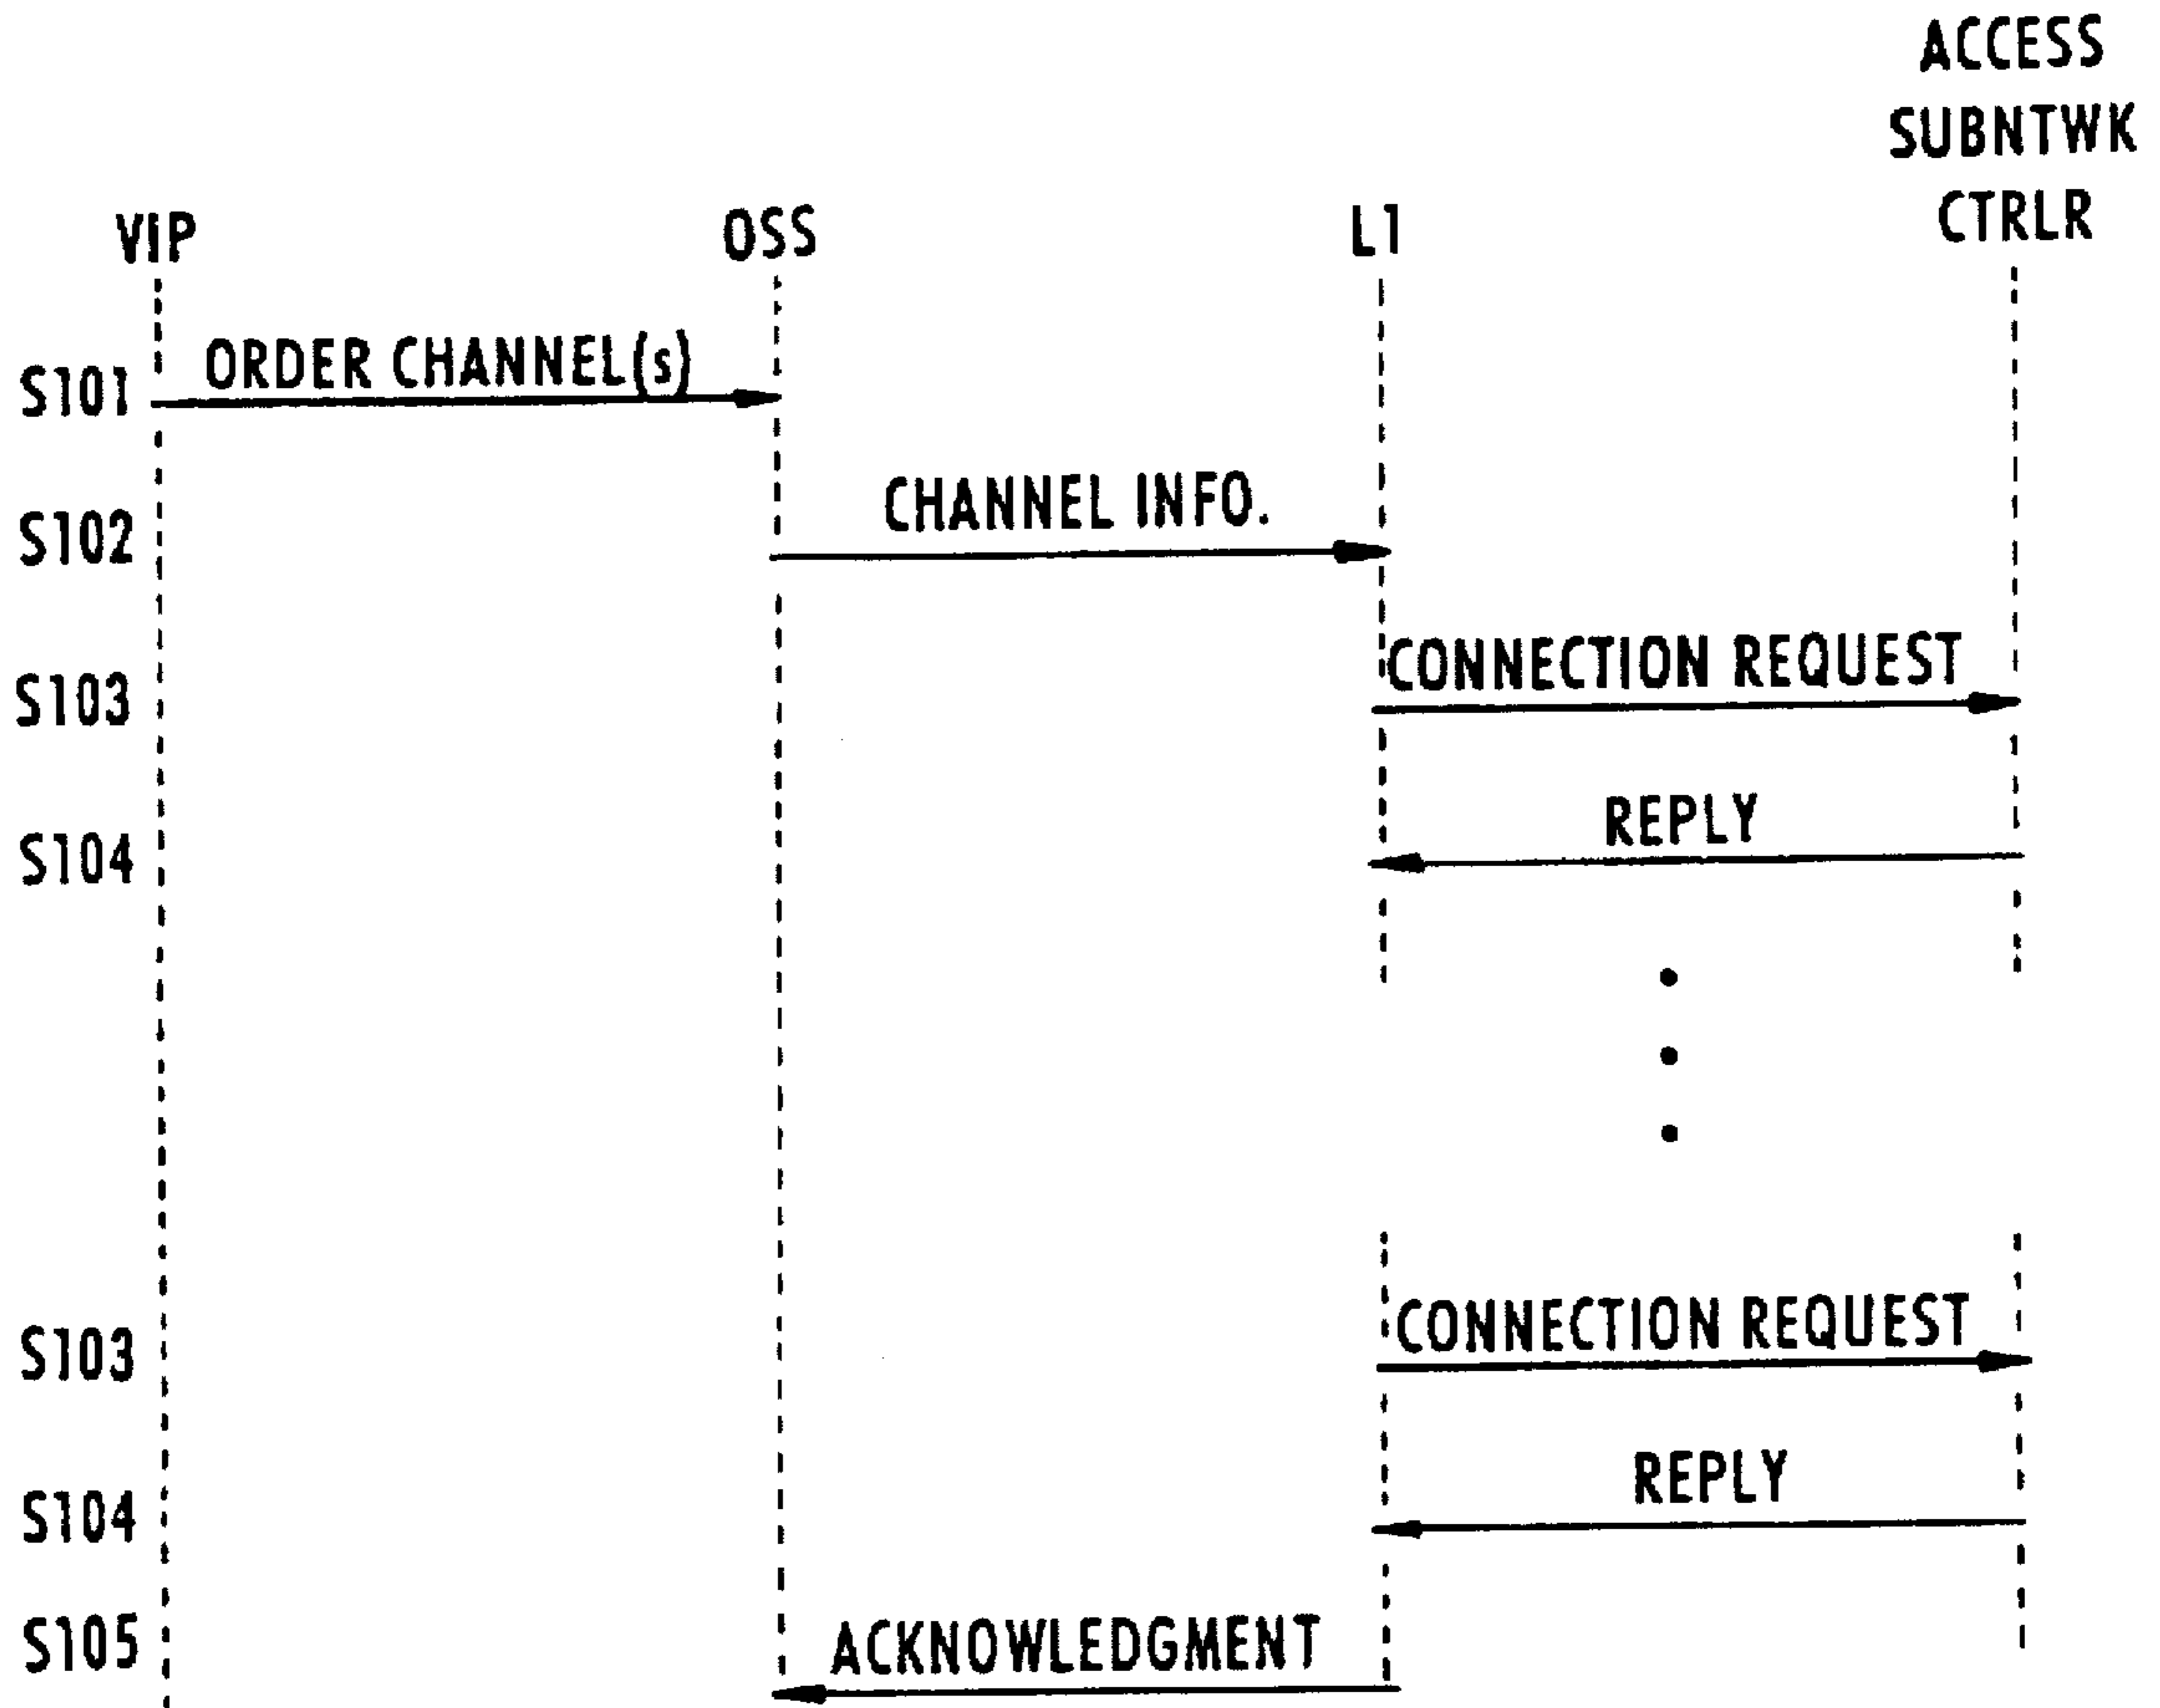 ACCESS
SUBNTWK
CTRLR
VIP OSS L1
S101 ORDER CHANNEL(s)
S102 CHANNEL INFO.
S103 CONNECTION REQUEST
S104 REPLY
S103 CONNECTION REQUEST
S104 REPLY
S105 ACKNOWLEDGMENT